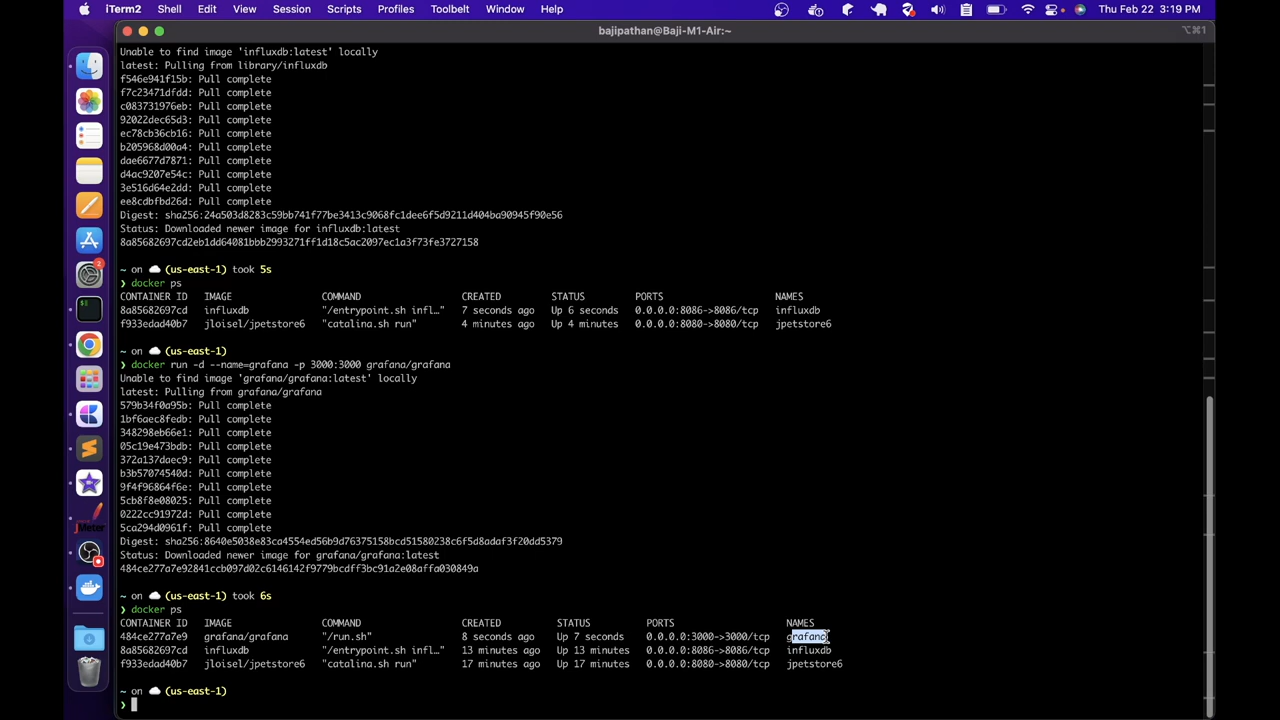 iTerm2 Shell Edit View Session Scripts Profiles Toolbelt Window Help Thu Feb 22 3:19 PM
bajipathan@Baji-M1-Air:~ ⌥⌘1
Unable to find image 'influxdb:latest' locally
latest: Pulling from library/influxdb
f546e941f15b: Pull complete
f7c23471dfdd: Pull complete
c083731976eb: Pull complete
92022dec65d3: Pull complete
ec78cb36cb16: Pull complete
b205968d00a4: Pull complete
dae6677d7871: Pull complete
d4ac9207e54c: Pull complete
3e516d64e2dd: Pull complete
ee8cdbfbd26d: Pull complete
Digest: sha256:24a503d8283c59bb741f77be3413c9068fc1dee6f5d9211d404ba90945f90e56
Status: Downloaded newer image for influxdb:latest
8a85682697cd2eb1dd64081bbb2993271ff1d18c5ac2097ec1a3f73fe3727158
~ on ☁️ (us-east-1) took 5s
❯ docker ps
CONTAINER ID IMAGE COMMAND CREATED STATUS PORTS NAMES
8a85682697cd influxdb "/entrypoint.sh infl…" 7 seconds ago Up 6 seconds 0.0.0.0:8086->8086/tcp influxdb
f933edad40b7 jloisel/jpetstore6 "catalina.sh run" 4 minutes ago Up 4 minutes 0.0.0.0:8080->8080/tcp jpetstore6
~ on ☁️ (us-east-1)
❯ docker run -d --name=grafana -p 3000:3000 grafana/grafana
Unable to find image 'grafana/grafana:latest' locally
latest: Pulling from grafana/grafana
579b34f0a95b: Pull complete
1bf6aec8fedb: Pull complete
348298eb66e1: Pull complete
05c19e473bdb: Pull complete
372a137daec9: Pull complete
b3b57074540d: Pull complete
9f4f96864f6e: Pull complete
5cb8f8e08025: Pull complete
0222cc91972d: Pull complete
5ca294d0961f: Pull complete
Digest: sha256:8640e5038e83ca4554ed56b9d76375158bcd51580238c6f5d8adaf3f20dd5379
Status: Downloaded newer image for grafana/grafana:latest
484ce277a7e92841ccb097d02c6146142f9779bcdff3bc91a2e08affa030849a
~ on ☁️ (us-east-1) took 6s
❯ docker ps
CONTAINER ID IMAGE COMMAND CREATED STATUS PORTS NAMES
484ce277a7e9 grafana/grafana "/run.sh" 8 seconds ago Up 7 seconds 0.0.0.0:3000->3000/tcp grafana
8a85682697cd influxdb "/entrypoint.sh infl…" 13 minutes ago Up 13 minutes 0.0.0.0:8086->8086/tcp influxdb
f933edad40b7 jloisel/jpetstore6 "catalina.sh run" 17 minutes ago Up 17 minutes 0.0.0.0:8080->8080/tcp jpetstore6
~ on ☁️ (us-east-1)
❯
2
JMeter